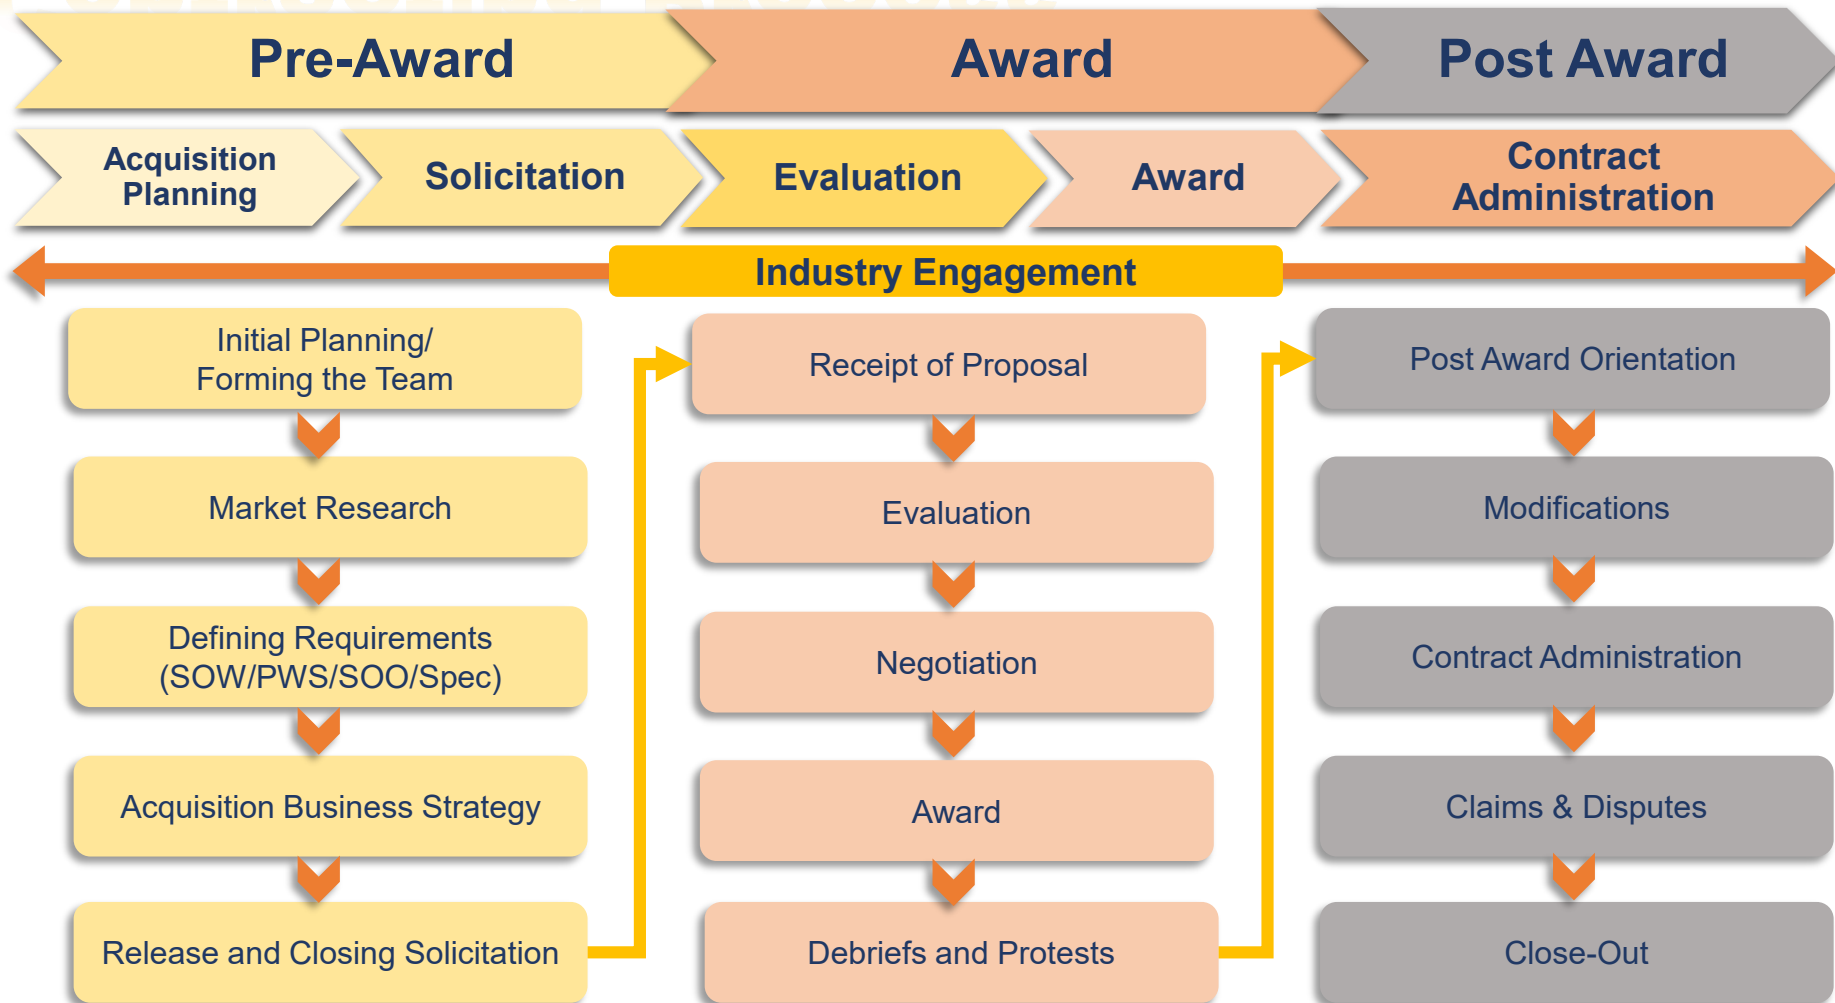 Pre-Award
Award
Post Award
Acquisition
Planning
Solicitation
Evaluation
Award
Contract
Administration
Industry Engagement
Initial Planning/
Forming the Team
Market Research
Defining Requirements
(SOW/PWS/SOO/Spec)
Acquisition Business Strategy
Release and Closing Solicitation
Receipt of Proposal
Evaluation
Negotiation
Award
Debriefs and Protests
Post Award Orientation
Modifications
Contract Administration
Claims & Disputes
Close-Out